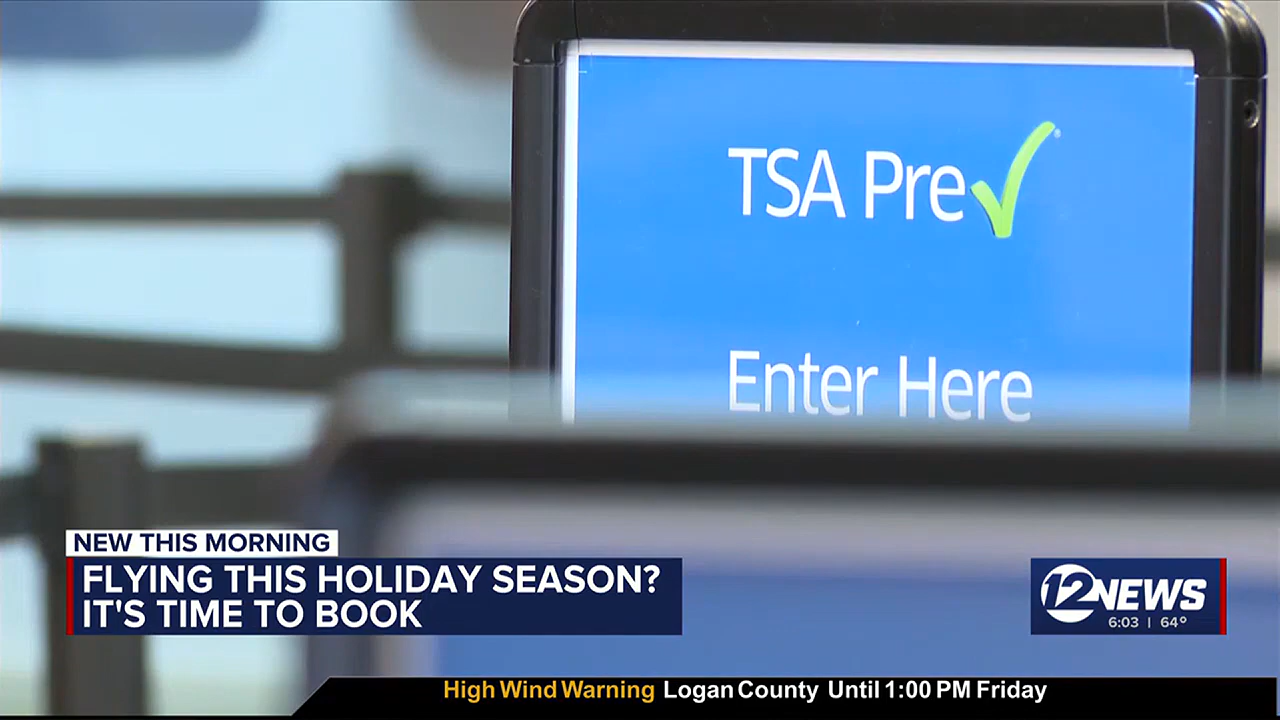 TSA Pre✓®
Enter Here
NEW THIS MORNING
FLYING THIS HOLIDAY SEASON?
IT'S TIME TO BOOK
12NEWS
6:03 | 64°
High Wind Warning Logan County Until 1:00 PM Friday